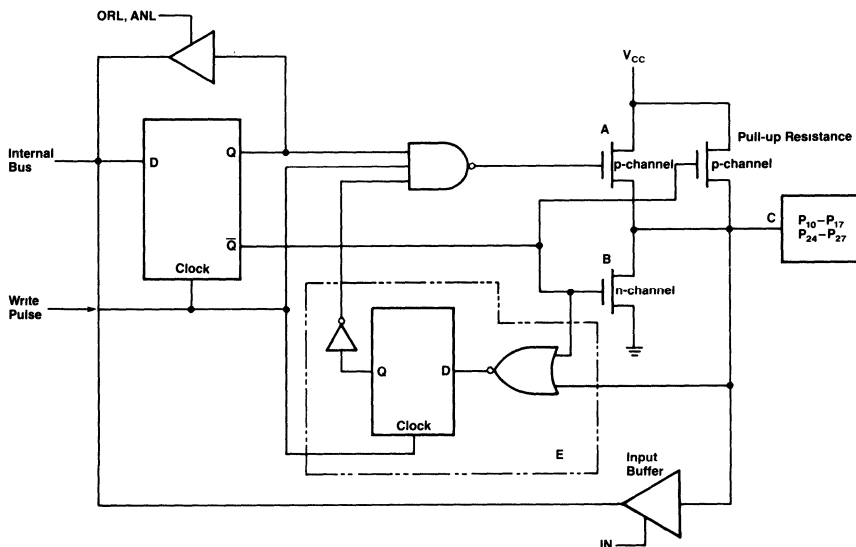 ORL, ANL
V_CC
A
p-channel
Pull-up Resistance
p-channel
Internal
Bus
D
Q
Q̅
Clock
C
P10–P17
P24–P27
B
n-channel
Write
Pulse
Q
D
Clock
E
Input
Buffer
IN